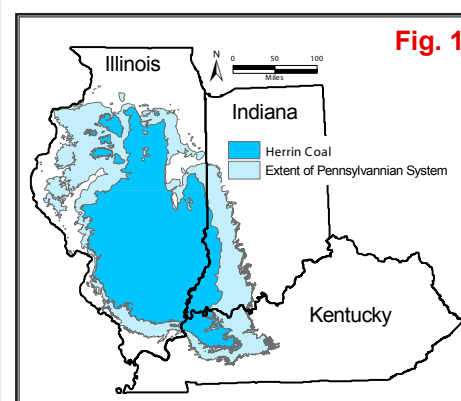 Fig. 1
Illinois
N
0 50 100
Miles
Indiana
Herrin Coal
Extent of Pennsylvannian System
Kentucky